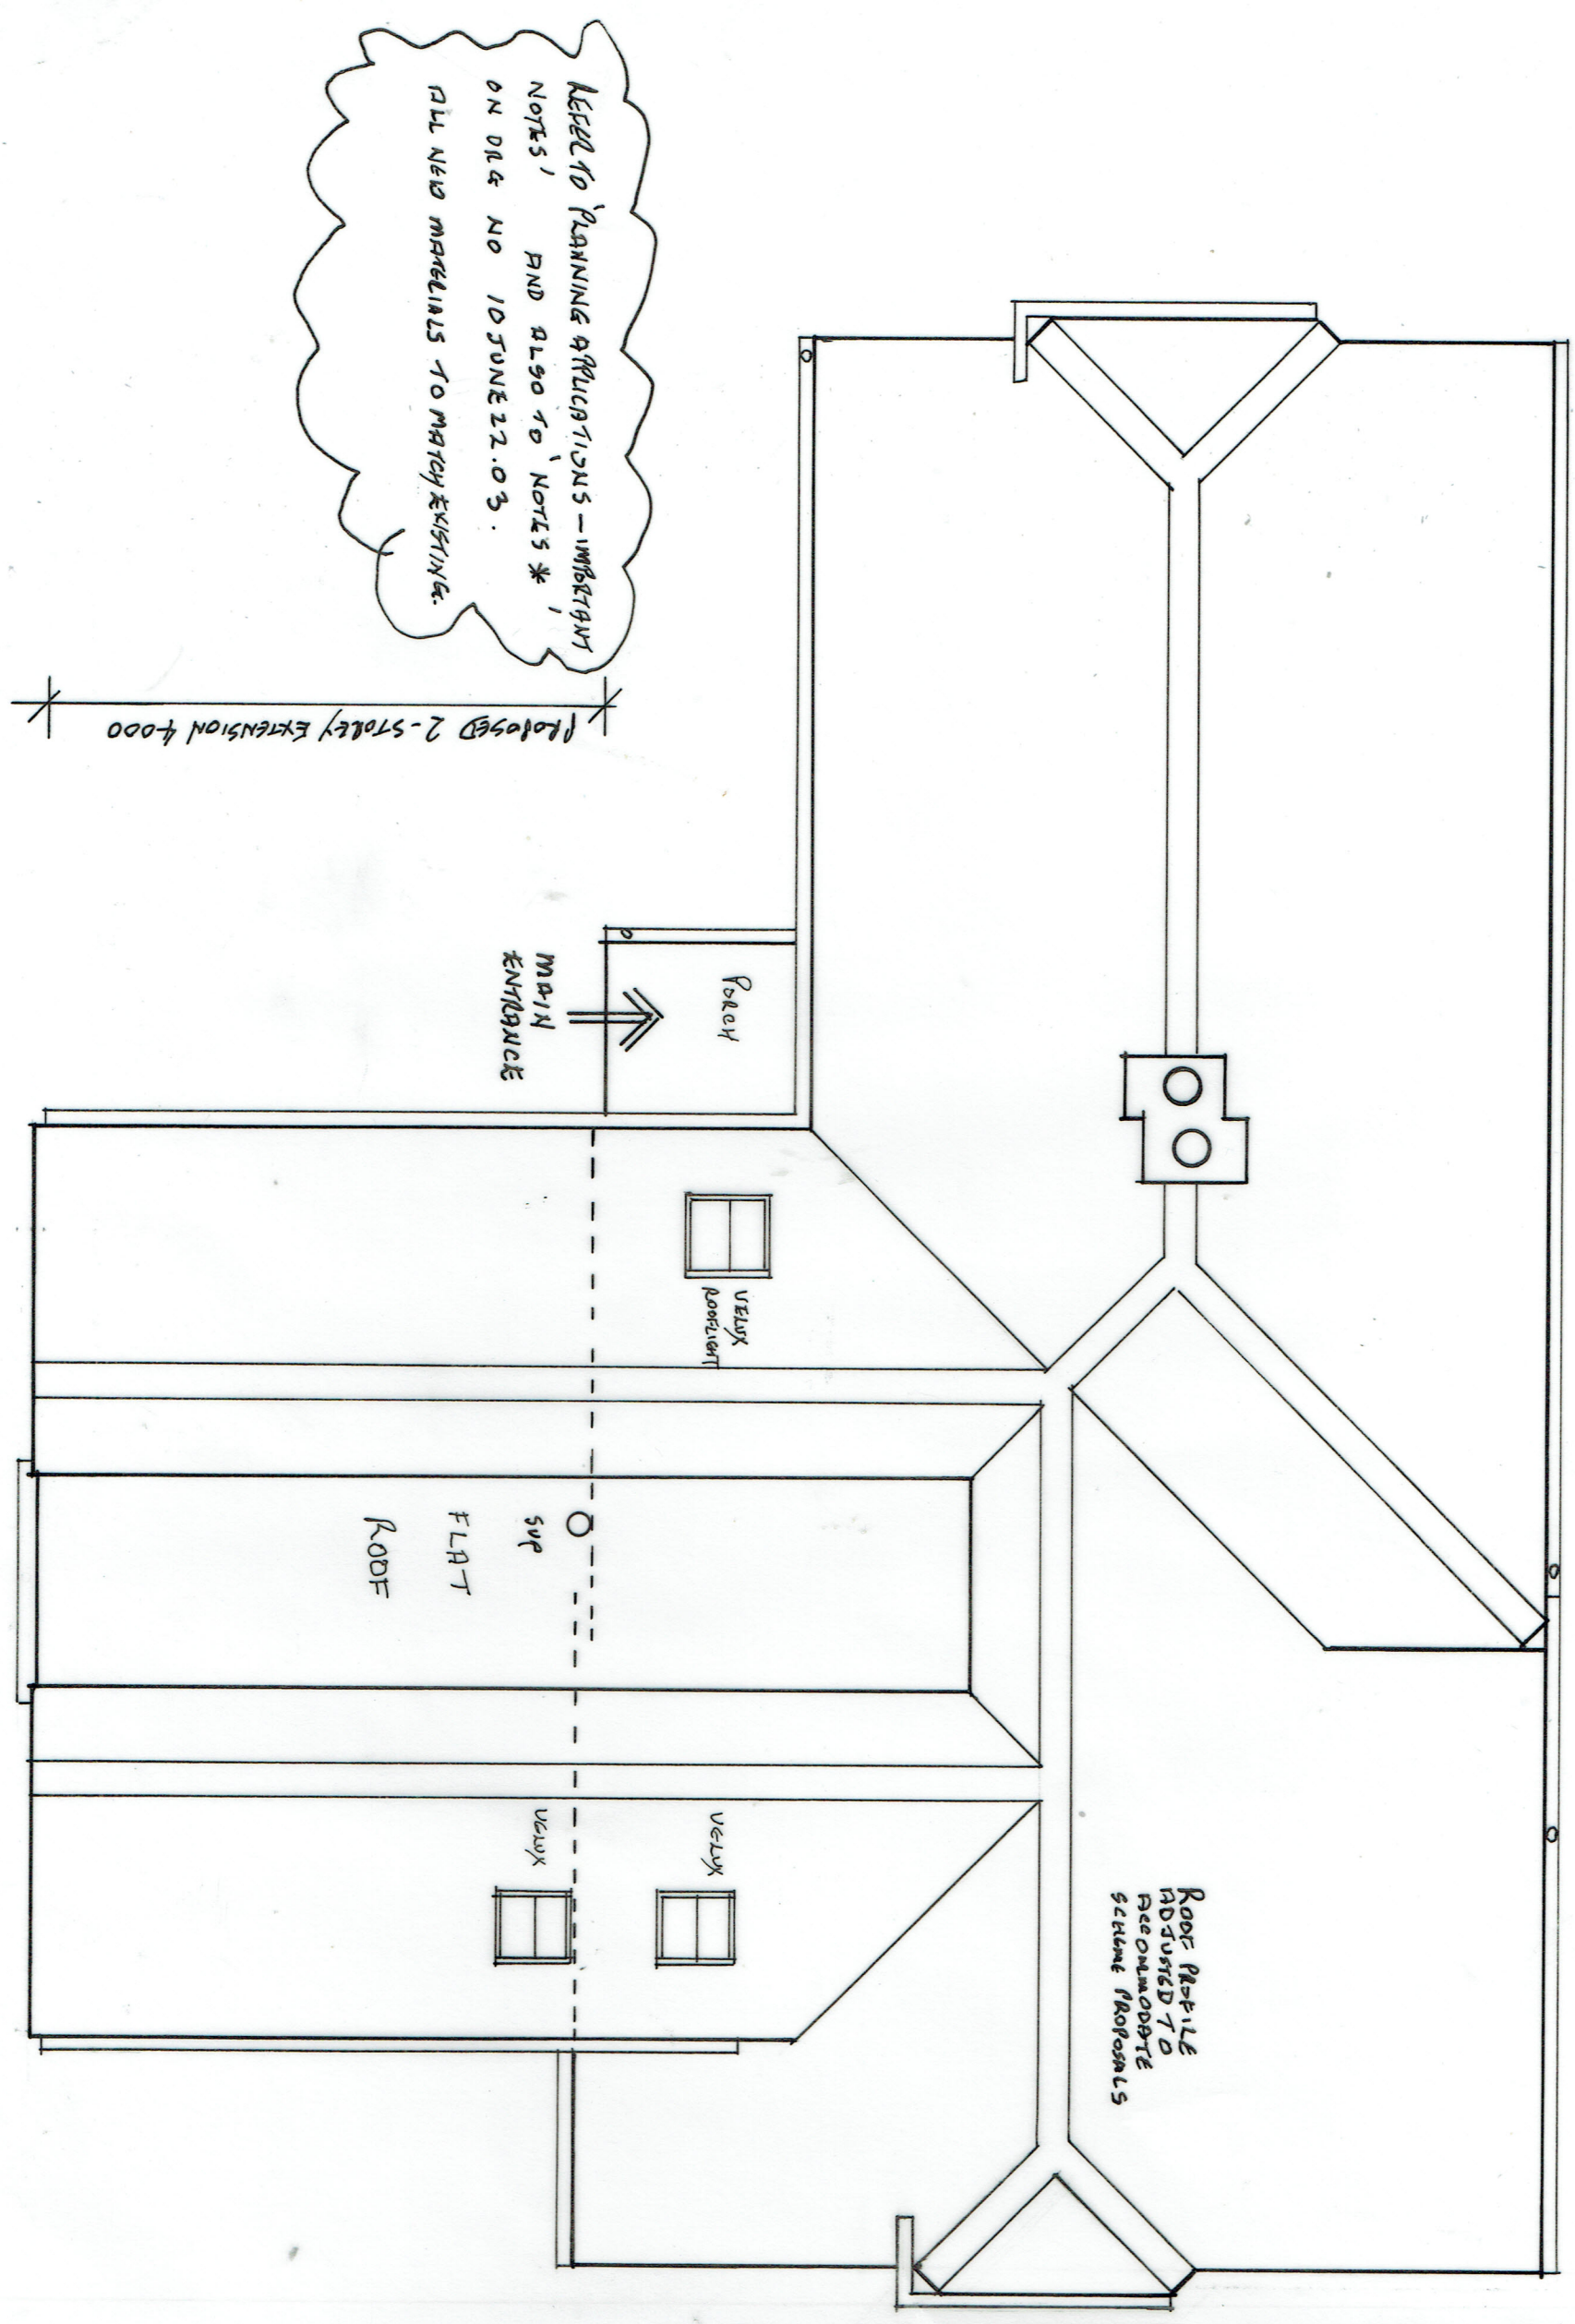 REFER TO 'PLANNING APPLICATIONS - IMPORTANT
NOTES' AND ALSO TO 'NOTES *'
ON DRG NO 10JUNE22.03.
ALL NEW MATERIALS TO MATCH EXISTING.
PROPOSED 2-STOREY EXTENSION 4000
PORCH
MAIN
ENTRANCE
VELUX
ROOFLIGHT
SVP
FLAT
ROOF
VELUX
VELUX
ROOF PROFILE
ADJUSTED TO
ACCOMMODATE
SCHEME PROPOSALS